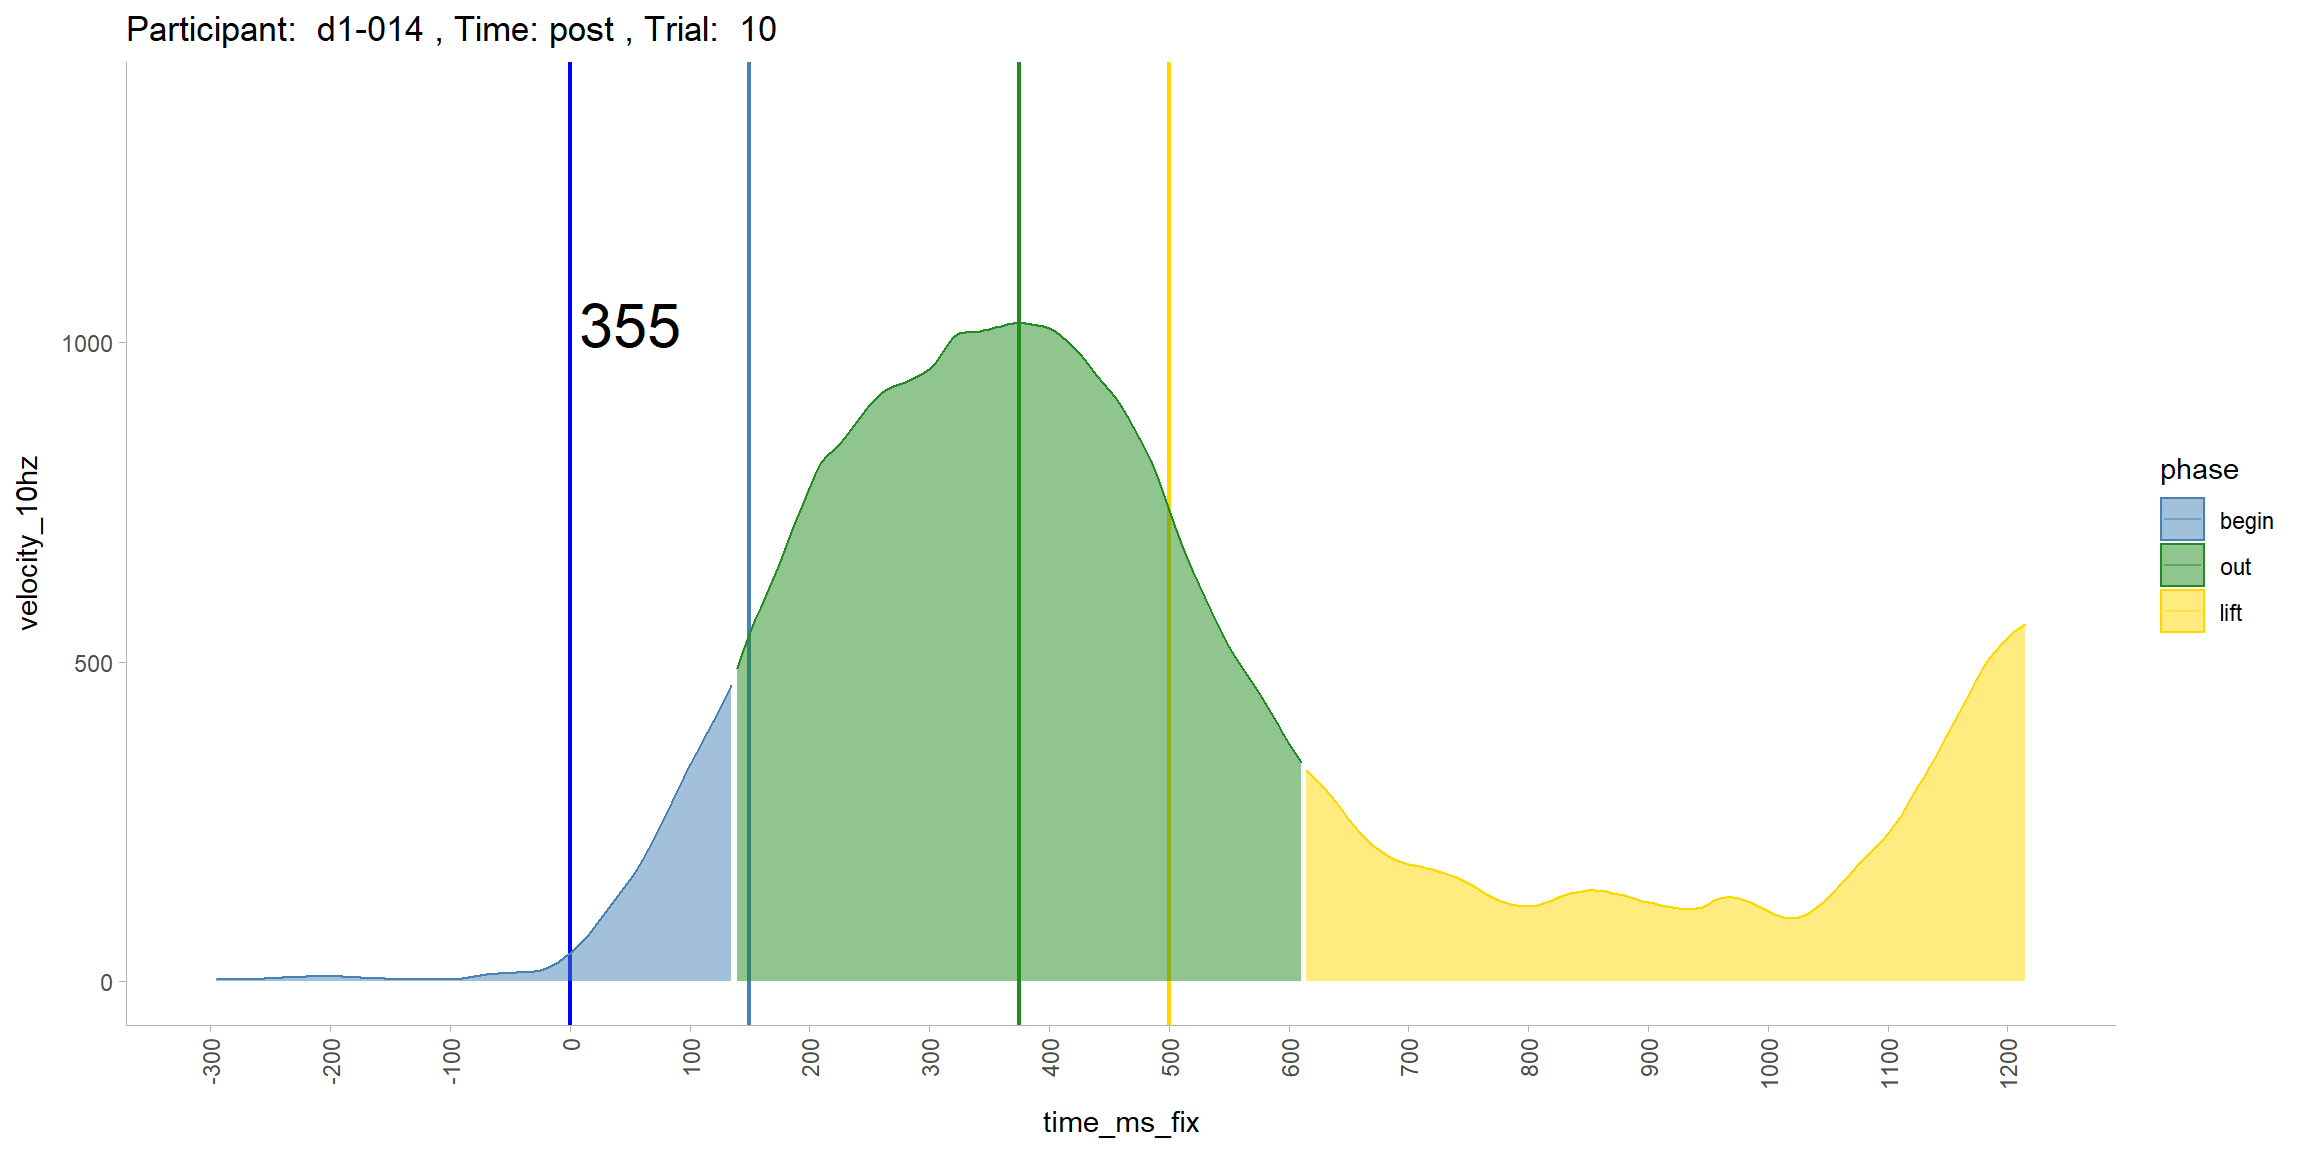 Participant:  d1-014 , Time: post , Trial:  10
355
velocity_10hz
1000
500
0
-300
-200
-100
0
100
200
300
400
500
600
700
800
900
1000
1100
1200
time_ms_fix
phase
begin
out
lift